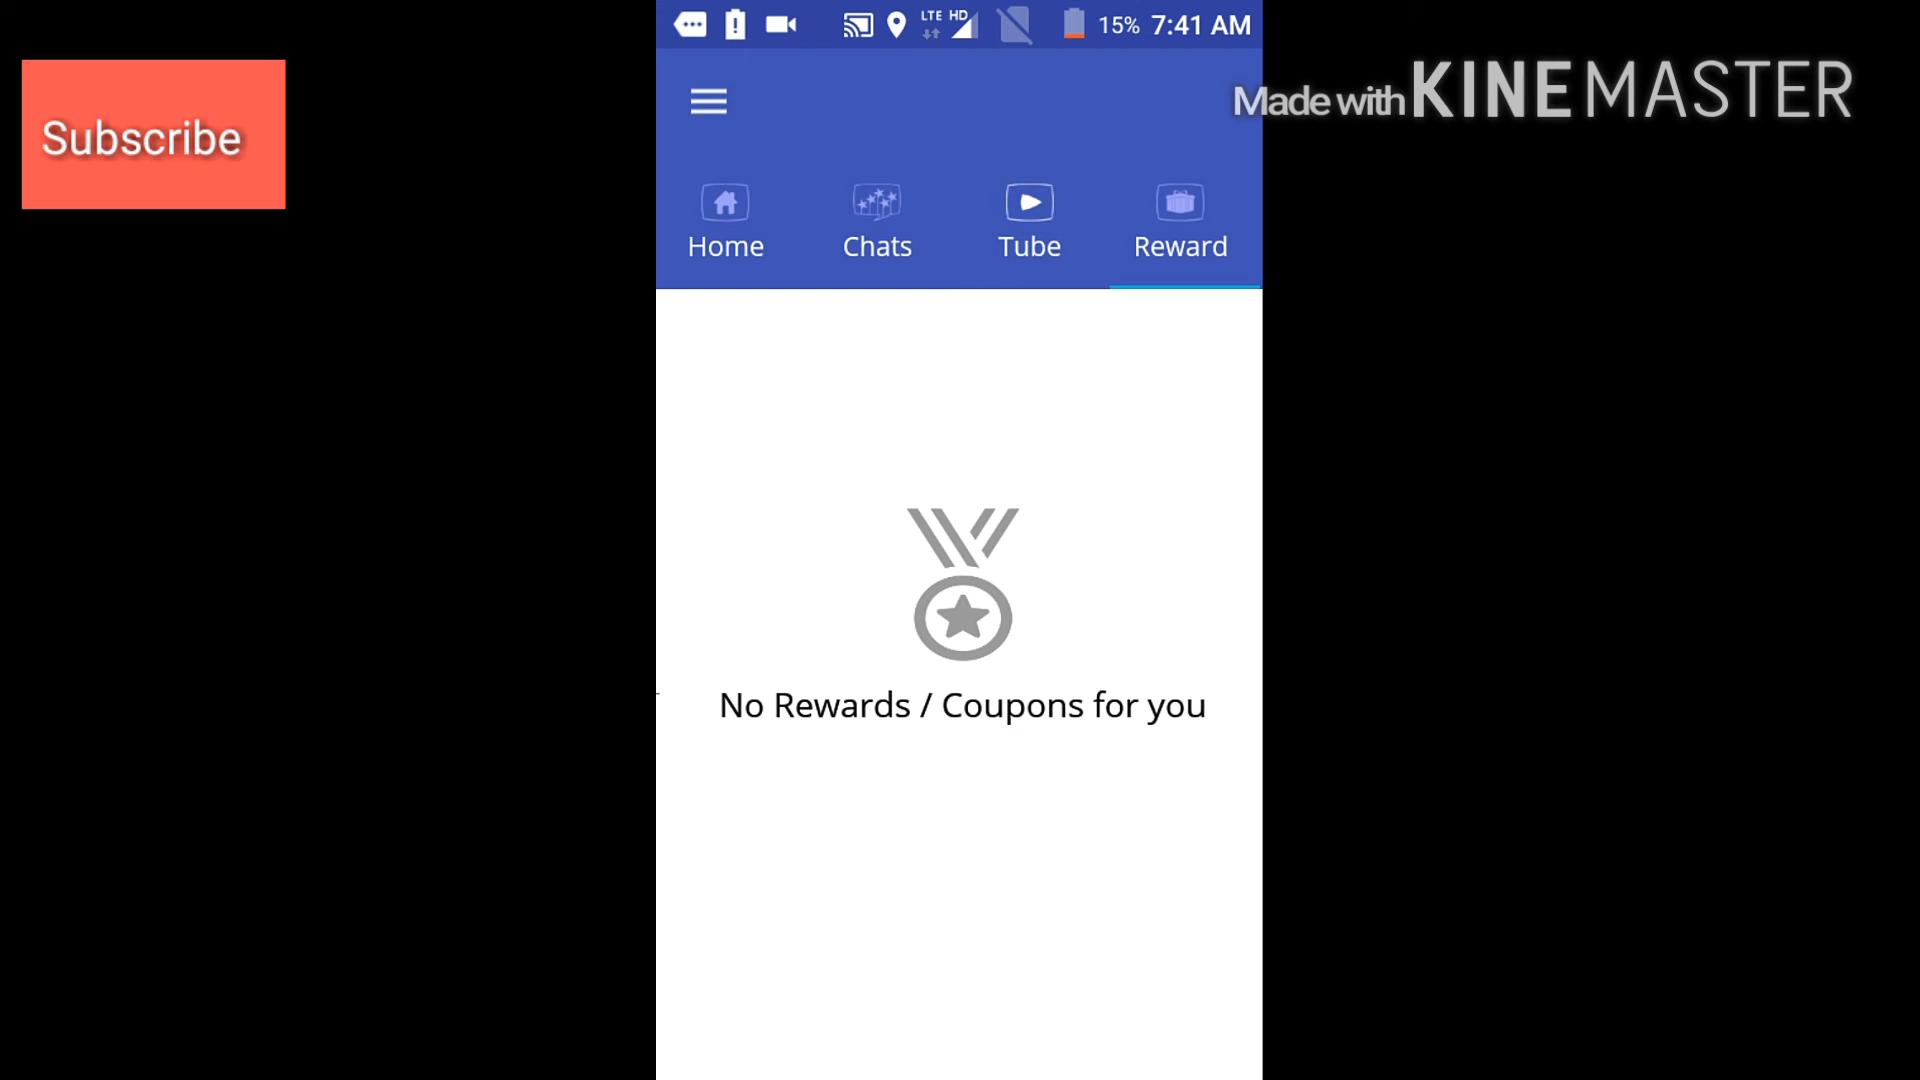 LTE HD 15% 7:41 AM
Subscribe
Made with KINEMASTER
Home Chats Tube Reward
No Rewards / Coupons for you